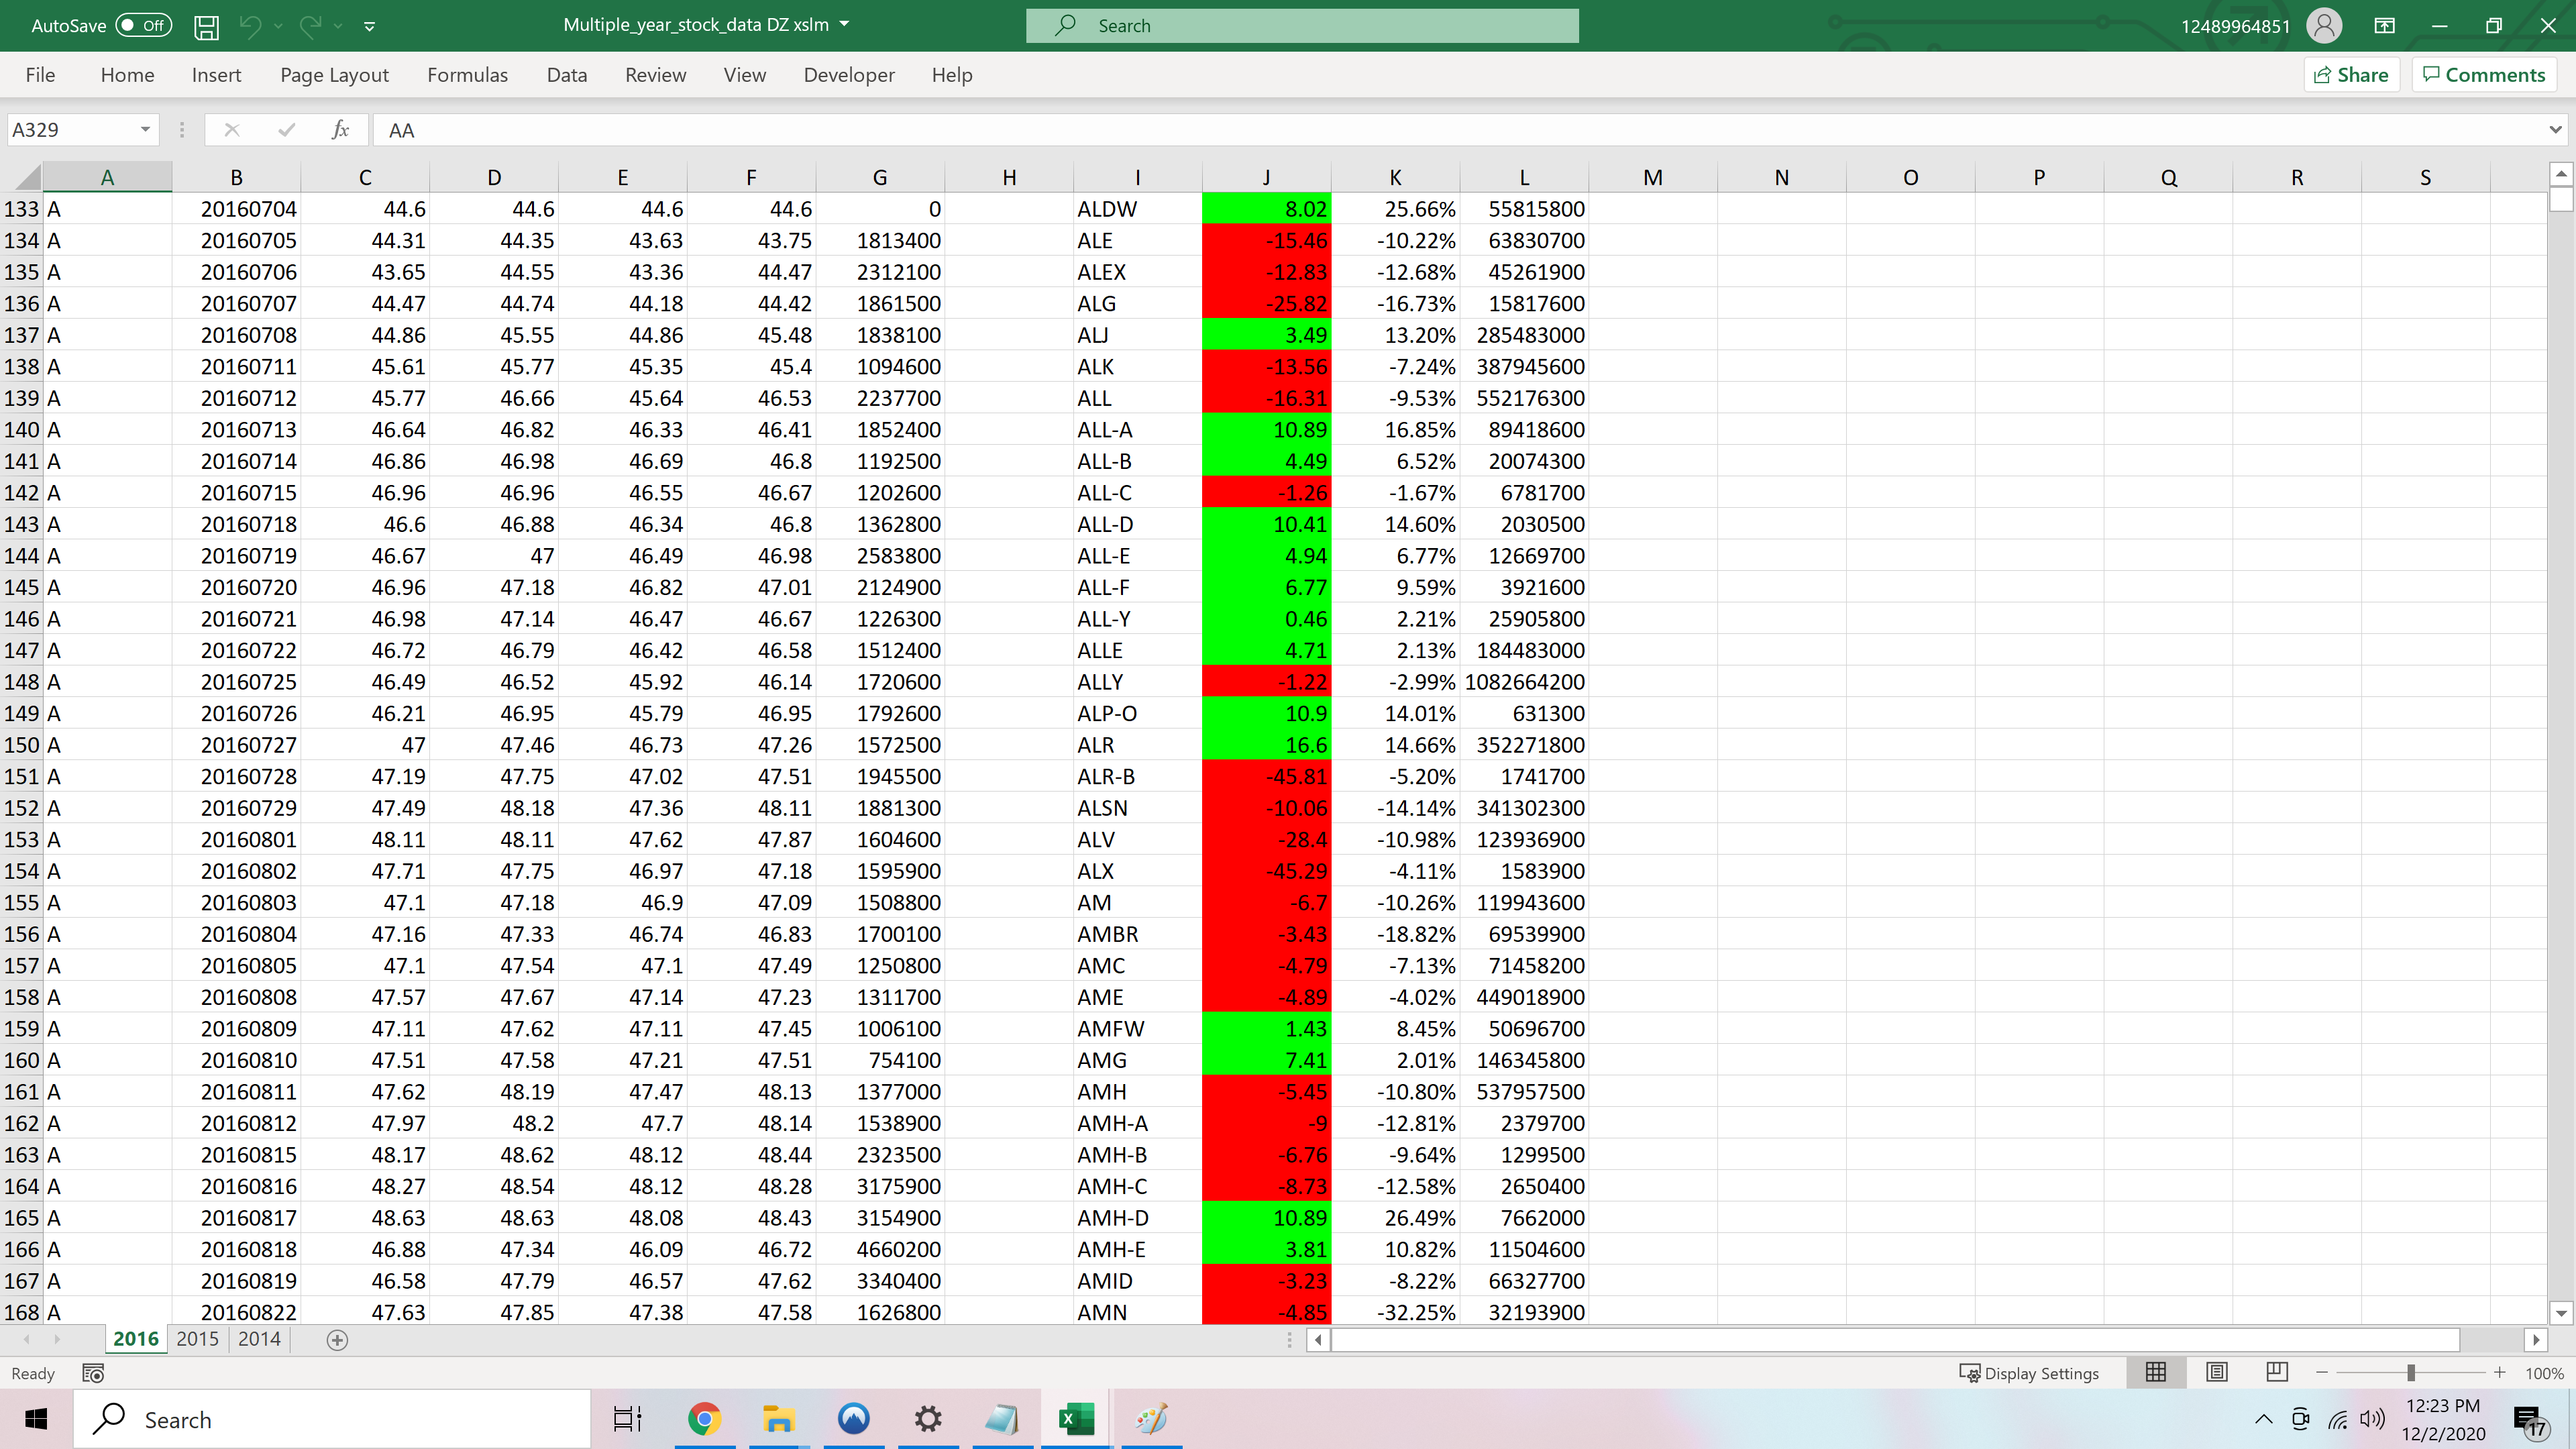 AutoSave Off Multiple_year_stock_data DZ xslm Search 12489964851
File Home Insert Page Layout Formulas Data Review View Developer Help Share Comments
A329 fx AA
A B C D E F G H I J K L M N O P Q R S
133 A 20160704 44.6 44.6 44.6 44.6 0 ALDW 8.02 25.66% 55815800
134 A 20160705 44.31 44.35 43.63 43.75 1813400 ALE -15.46 -10.22% 63830700
135 A 20160706 43.65 44.55 43.36 44.47 2312100 ALEX -12.83 -12.68% 45261900
136 A 20160707 44.47 44.74 44.18 44.42 1861500 ALG -25.82 -16.73% 15817600
137 A 20160708 44.86 45.55 44.86 45.48 1838100 ALJ 3.49 13.20% 285483000
138 A 20160711 45.61 45.77 45.35 45.4 1094600 ALK -13.56 -7.24% 387945600
139 A 20160712 45.77 46.66 45.64 46.53 2237700 ALL -16.31 -9.53% 552176300
140 A 20160713 46.64 46.82 46.33 46.41 1852400 ALL-A 10.89 16.85% 89418600
141 A 20160714 46.86 46.98 46.69 46.8 1192500 ALL-B 4.49 6.52% 20074300
142 A 20160715 46.96 46.96 46.55 46.67 1202600 ALL-C -1.26 -1.67% 6781700
143 A 20160718 46.6 46.88 46.34 46.8 1362800 ALL-D 10.41 14.60% 2030500
144 A 20160719 46.67 47 46.49 46.98 2583800 ALL-E 4.94 6.77% 12669700
145 A 20160720 46.96 47.18 46.82 47.01 2124900 ALL-F 6.77 9.59% 3921600
146 A 20160721 46.98 47.14 46.47 46.67 1226300 ALL-Y 0.46 2.21% 25905800
147 A 20160722 46.72 46.79 46.42 46.58 1512400 ALLE 4.71 2.13% 184483000
148 A 20160725 46.49 46.52 45.92 46.14 1720600 ALLY -1.22 -2.99% 1082664200
149 A 20160726 46.21 46.95 45.79 46.95 1792600 ALP-O 10.9 14.01% 631300
150 A 20160727 47 47.46 46.73 47.26 1572500 ALR 16.6 14.66% 352271800
151 A 20160728 47.19 47.75 47.02 47.51 1945500 ALR-B -45.81 -5.20% 1741700
152 A 20160729 47.49 48.18 47.36 48.11 1881300 ALSN -10.06 -14.14% 341302300
153 A 20160801 48.11 48.11 47.62 47.87 1604600 ALV -28.4 -10.98% 123936900
154 A 20160802 47.71 47.75 46.97 47.18 1595900 ALX -45.29 -4.11% 1583900
155 A 20160803 47.1 47.18 46.9 47.09 1508800 AM -6.7 -10.26% 119943600
156 A 20160804 47.16 47.33 46.74 46.83 1700100 AMBR -3.43 -18.82% 69539900
157 A 20160805 47.1 47.54 47.1 47.49 1250800 AMC -4.79 -7.13% 71458200
158 A 20160808 47.57 47.67 47.14 47.23 1311700 AME -4.89 -4.02% 449018900
159 A 20160809 47.11 47.62 47.11 47.45 1006100 AMFW 1.43 8.45% 50696700
160 A 20160810 47.51 47.58 47.21 47.51 754100 AMG 7.41 2.01% 146345800
161 A 20160811 47.62 48.19 47.47 48.13 1377000 AMH -5.45 -10.80% 537957500
162 A 20160812 47.97 48.2 47.7 48.14 1538900 AMH-A -9 -12.81% 2379700
163 A 20160815 48.17 48.62 48.12 48.44 2323500 AMH-B -6.76 -9.64% 1299500
164 A 20160816 48.27 48.54 48.12 48.28 3175900 AMH-C -8.73 -12.58% 2650400
165 A 20160817 48.63 48.63 48.08 48.43 3154900 AMH-D 10.89 26.49% 7662000
166 A 20160818 46.88 47.34 46.09 46.72 4660200 AMH-E 3.81 10.82% 11504600
167 A 20160819 46.58 47.79 46.57 47.62 3340400 AMID -3.23 -8.22% 66327700
168 A 20160822 47.63 47.85 47.38 47.58 1626800 AMN -4.85 -32.25% 32193900
2016 2015 2014
Ready Display Settings 100%
Search 12:23 PM
12/2/2020 17